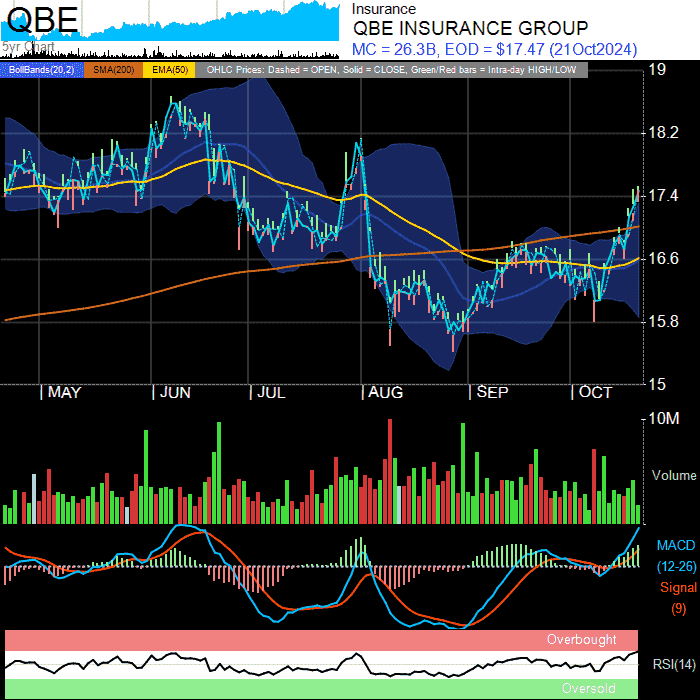 QBE
5yr Chart
Insurance
QBE INSURANCE GROUP
MC = 26.3B, EOD = $17.47 (21Oct2024)
BollBands(20,2) SMA(200) EMA(50) OHLC Prices: Dashed = OPEN, Solid = CLOSE, Green/Red bars = Intra-day HIGH/LOW
19
18.2
17.4
16.6
15.8
15
MAY JUN JUL AUG SEP OCT
10M
Volume
MACD
(12-26)
Signal
(9)
Overbought
RSI(14)
Oversold